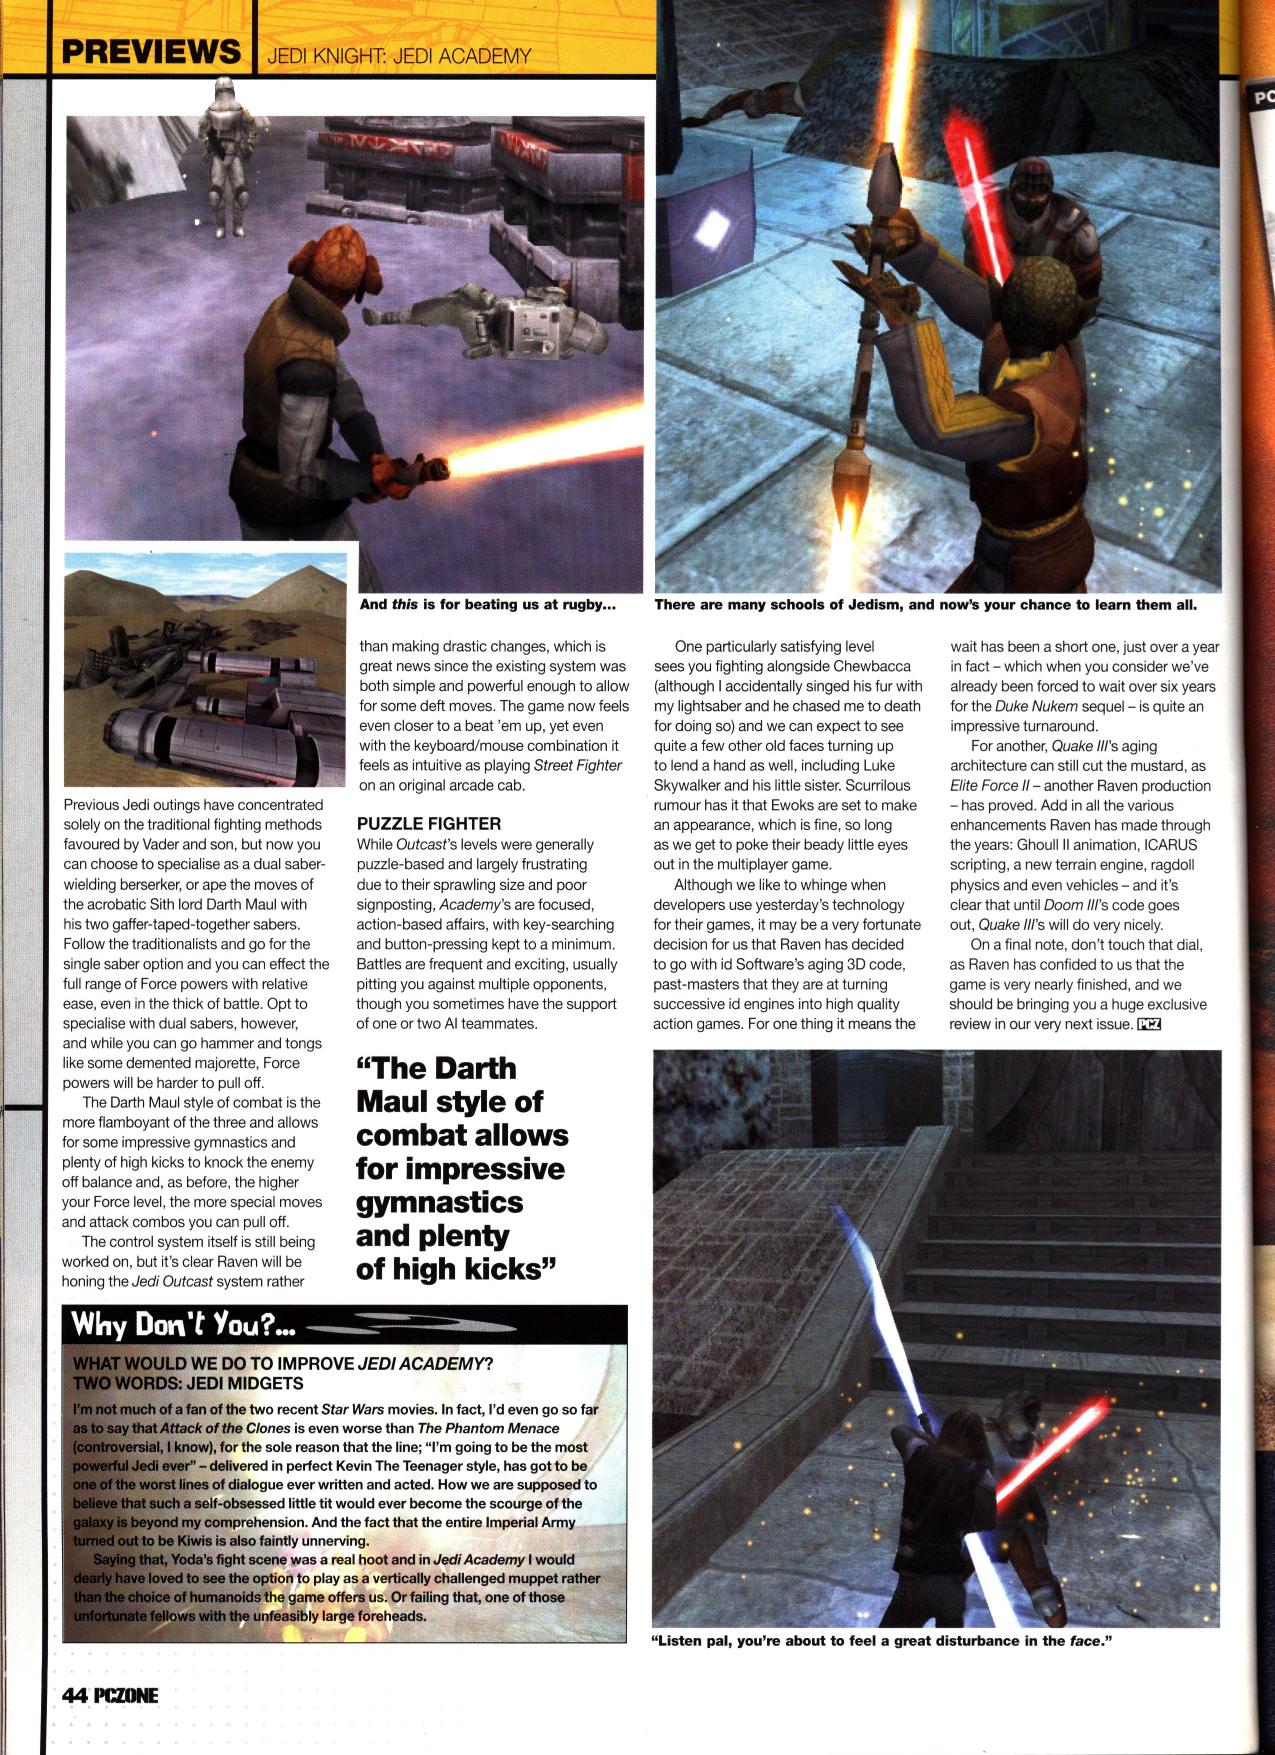 PREVIEWS
JEDI KNIGHT: JEDI ACADEMY
PC
And this is for beating us at rugby...
There are many schools of Jedism, and now's your chance to learn them all.
Previous Jedi outings have concentrated
solely on the traditional fighting methods
favoured by Vader and son, but now you
can choose to specialise as a dual saber-
wielding berserker, or ape the moves of
the acrobatic Sith lord Darth Maul with
his two gaffer-taped-together sabers.
Follow the traditionalists and go for the
single saber option and you can effect the
full range of Force powers with relative
ease, even in the thick of battle. Opt to
specialise with dual sabers, however,
and while you can go hammer and tongs
like some demented majorette, Force
powers will be harder to pull off.
The Darth Maul style of combat is the
more flamboyant of the three and allows
for some impressive gymnastics and
plenty of high kicks to knock the enemy
off balance and, as before, the higher
your Force level, the more special moves
and attack combos you can pull off.
The control system itself is still being
worked on, but it's clear Raven will be
honing the Jedi Outcast system rather
than making drastic changes, which is
great news since the existing system was
both simple and powerful enough to allow
for some deft moves. The game now feels
even closer to a beat 'em up, yet even
with the keyboard/mouse combination it
feels as intuitive as playing Street Fighter
on an original arcade cab.
PUZZLE FIGHTER
While Outcast's levels were generally
puzzle-based and largely frustrating
due to their sprawling size and poor
signposting, Academy's are focused,
action-based affairs, with key-searching
and button-pressing kept to a minimum.
Battles are frequent and exciting, usually
pitting you against multiple opponents,
though you sometimes have the support
of one or two AI teammates.
"The Darth
Maul style of
combat allows
for impressive
gymnastics
and plenty
of high kicks"
One particularly satisfying level
sees you fighting alongside Chewbacca
(although I accidentally singed his fur with
my lightsaber and he chased me to death
for doing so) and we can expect to see
quite a few other old faces turning up
to lend a hand as well, including Luke
Skywalker and his little sister. Scurrilous
rumour has it that Ewoks are set to make
an appearance, which is fine, so long
as we get to poke their beady little eyes
out in the multiplayer game.
Although we like to whinge when
developers use yesterday's technology
for their games, it may be a very fortunate
decision for us that Raven has decided
to go with id Software's aging 3D code,
past-masters that they are at turning
successive id engines into high quality
action games. For one thing it means the
wait has been a short one, just over a year
in fact – which when you consider we've
already been forced to wait over six years
for the Duke Nukem sequel – is quite an
impressive turnaround.
For another, Quake III's aging
architecture can still cut the mustard, as
Elite Force II – another Raven production
– has proved. Add in all the various
enhancements Raven has made through
the years: Ghoull II animation, ICARUS
scripting, a new terrain engine, ragdoll
physics and even vehicles – and it's
clear that until Doom III's code goes
out, Quake III's will do very nicely.
On a final note, don't touch that dial,
as Raven has confided to us that the
game is very nearly finished, and we
should be bringing you a huge exclusive
review in our very next issue. PCZ
Why Don't You?...
WHAT WOULD WE DO TO IMPROVE JEDI ACADEMY?
TWO WORDS: JEDI MIDGETS
I'm not much of a fan of the two recent Star Wars movies. In fact, I'd even go so far
as to say that Attack of the Clones is even worse than The Phantom Menace
(controversial, I know), for the sole reason that the line; "I'm going to be the most
powerful Jedi ever" – delivered in perfect Kevin The Teenager style, has got to be
one of the worst lines of dialogue ever written and acted. How we are supposed to
believe that such a self-obsessed little tit would ever become the scourge of the
galaxy is beyond my comprehension. And the fact that the entire Imperial Army
turned out to be Kiwis is also faintly unnerving.
Saying that, Yoda's fight scene was a real hoot and in Jedi Academy I would
dearly have loved to see the option to play as a vertically challenged muppet rather
than the choice of humanoids the game offers us. Or failing that, one of those
unfortunate fellows with the unfeasibly large foreheads.
"Listen pal, you're about to feel a great disturbance in the face."
44 PCZONE